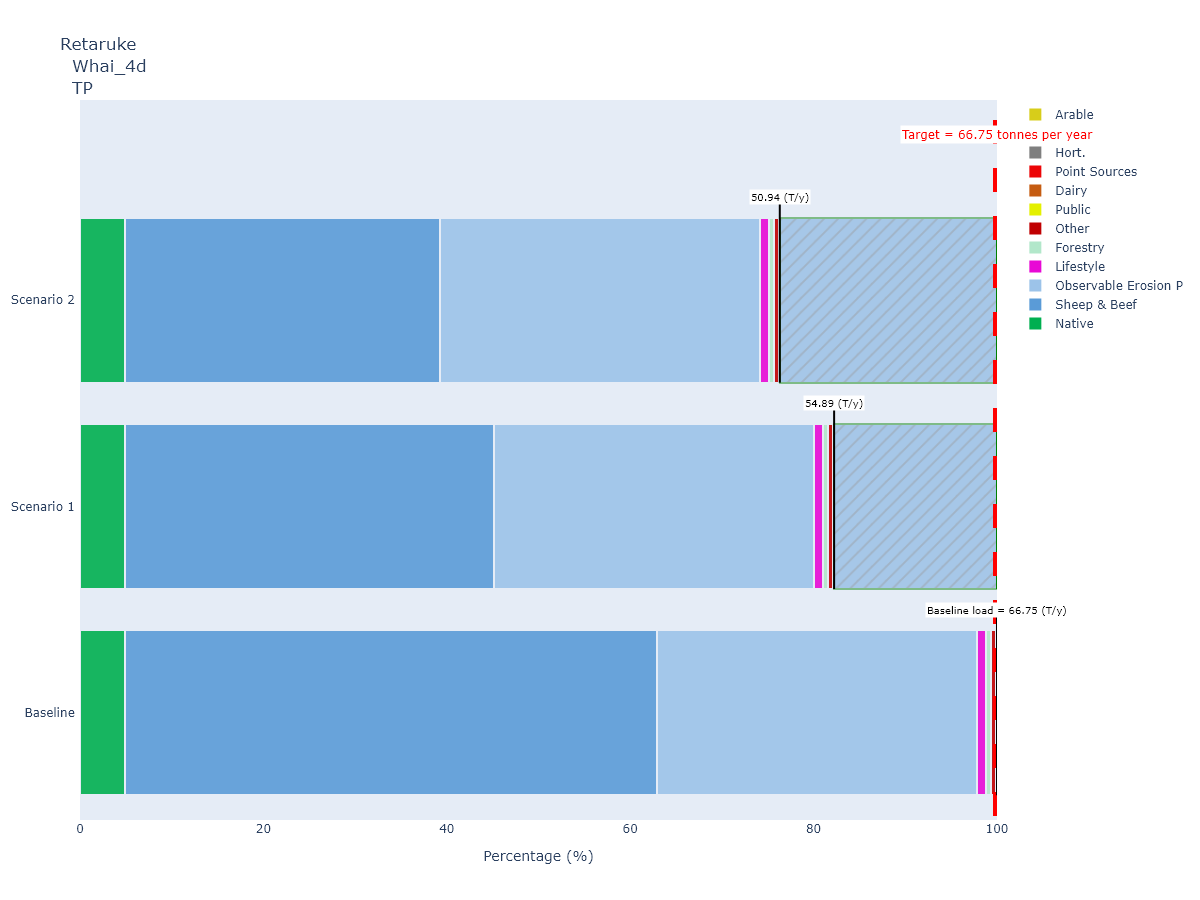 Retaruke
Whai_4d
TP
Arable
Target = 66.75 tonnes per year
Hort.
Point Sources
Dairy
Public
Other
Forestry
Lifestyle
Observable Erosion P
Sheep & Beef
Native
50.94 (T/y)
Scenario 2
54.89 (T/y)
Scenario 1
Baseline load = 66.75 (T/y)
Baseline
0 20 40 60 80 100
Percentage (%)